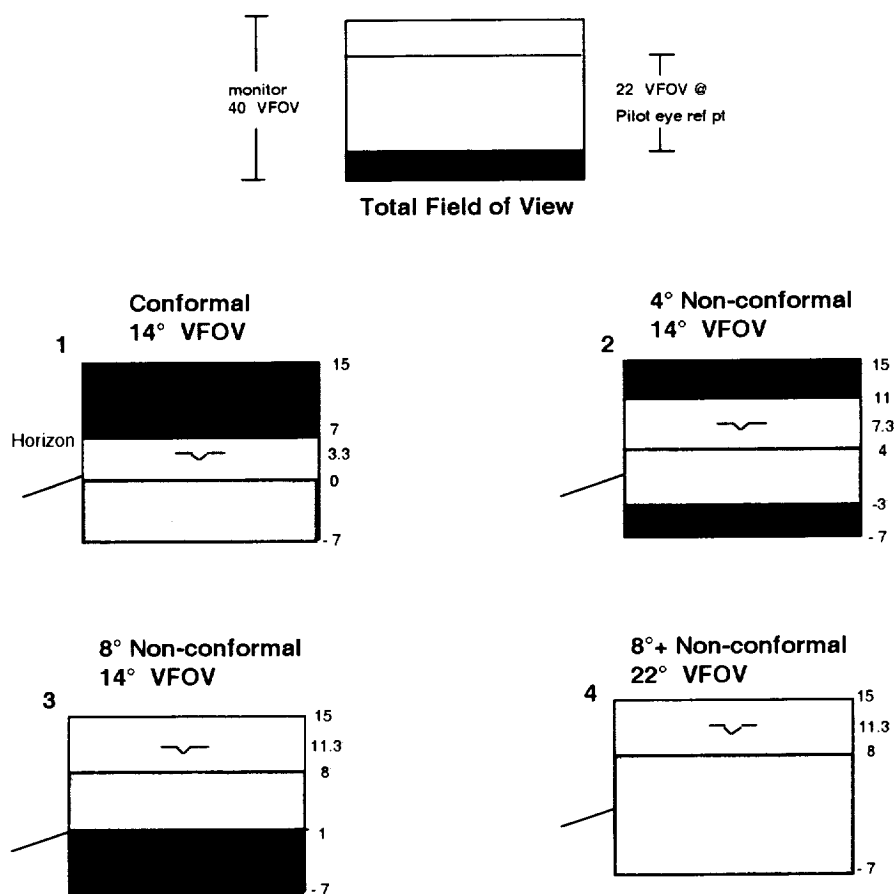 monitor
40 VFOV
22 VFOV @
Pilot eye ref pt
Total Field of View
Conformal
14° VFOV
1
15
7
Horizon
3.3
0
- 7
4° Non-conformal
14° VFOV
2
15
11
7.3
4
-3
- 7
8° Non-conformal
14° VFOV
3
15
11.3
8
1
- 7
8°+ Non-conformal
22° VFOV
4
15
11.3
8
- 7